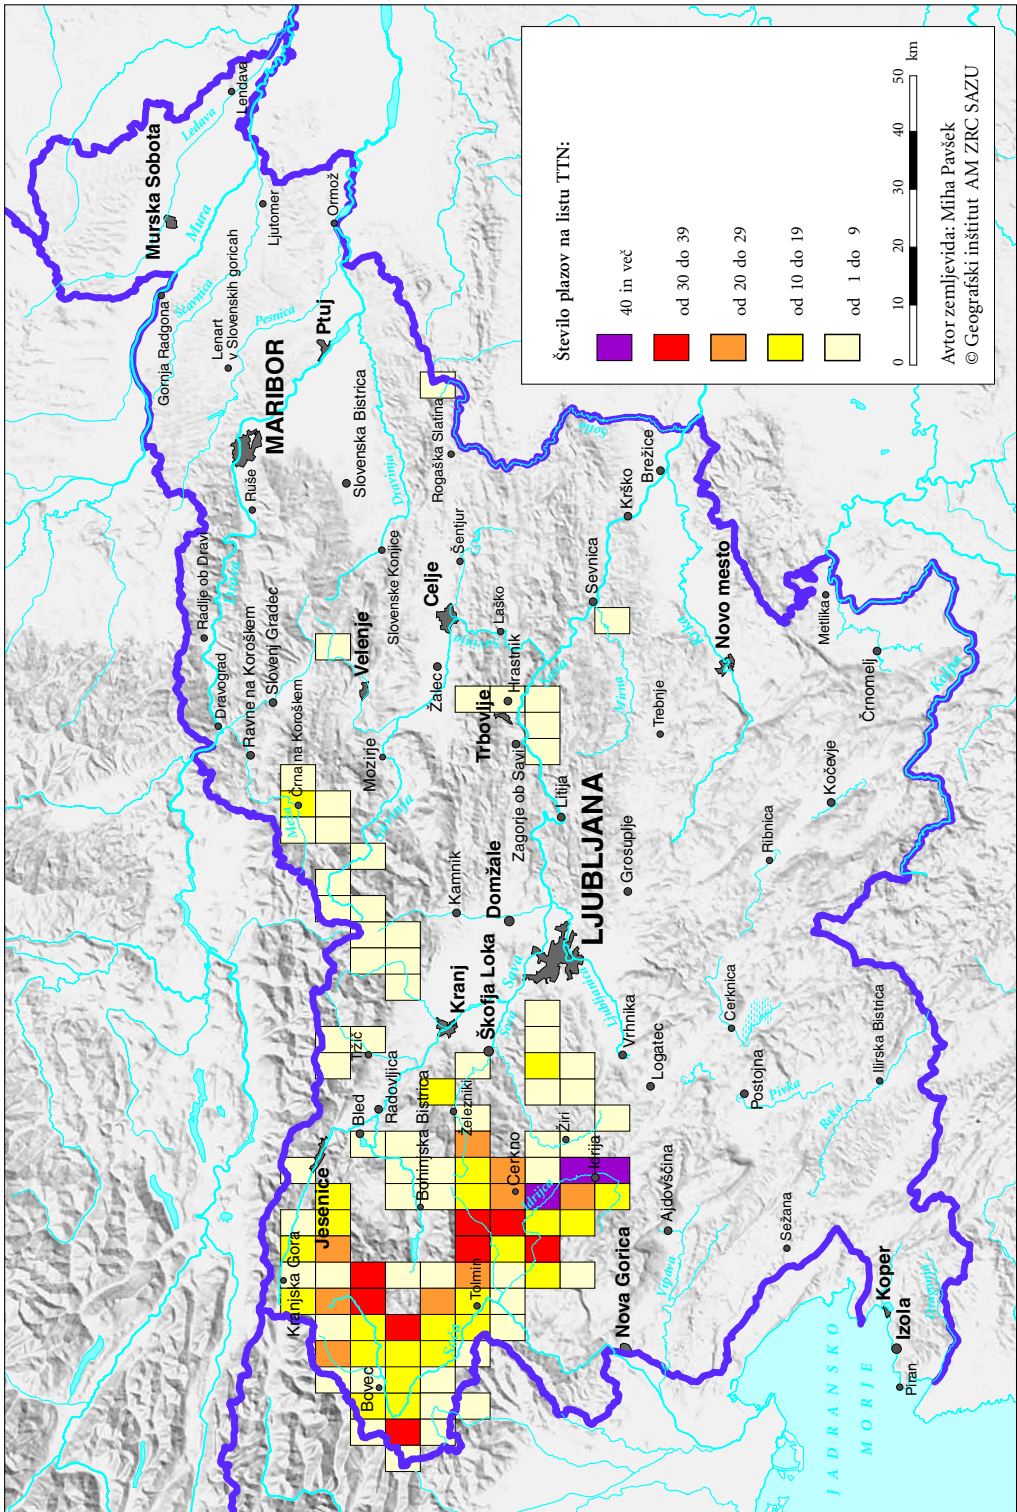 Število plazov na listu TTN:
40 in več
od 30 do 39
od 20 do 29
od 10 do 19
od 1 do 9
0 10 20 30 40 50 km
Avtor zemljevida: Miha Pavšek
© Geografski inštitut AM ZRC SAZU
Murska Sobota
Lendava
Ledava
Mura
Ljutomer
Ormož
Gornja Radgona
Ščavnica
Lenart
v Slovenskih goricah
Pesnica
Ptuj
MARIBOR
Ruše
Slovenska Bistrica
Dravinja
Rogaška Slatina
Sotla
Radlje ob Dravi
Drava
Dravograd
Ravne na Koroškem
Slovenj Gradec
Črna na Koroškem
Meža
Velenje
Slovenske Konjice
Celje
Šentjur
Laško
Savinja
Žalec
Mozirje
Savinja
Hrastnik
Trbovlje
Zagorje ob Savi
Sava
Litija
Sevnica
Krško
Brežice
Mirna
Trebnje
Krka
Novo mesto
Metlika
Črnomelj
Kolpa
Kočevje
Ribnica
Grosuplje
LJUBLJANA
Ljubljanica
Domžale
Kamnik
Kranj
Škofja Loka
Sava
Sora
Tržič
Radovljica
Bled
Jesenice
Kranjska Gora
Bohinjska Bistrica
Železniki
Žiri
Cerkno
Idrija
Idrijca
Tolmin
Soča
Bovec
Vrhnika
Logatec
Cerknica
Postojna
Pivka
Reka
Ilirska Bistrica
Ajdovščina
Vipava
Nova Gorica
Sežana
Koper
Izola
Piran
Dragonja
JADRANSKO
MORJE